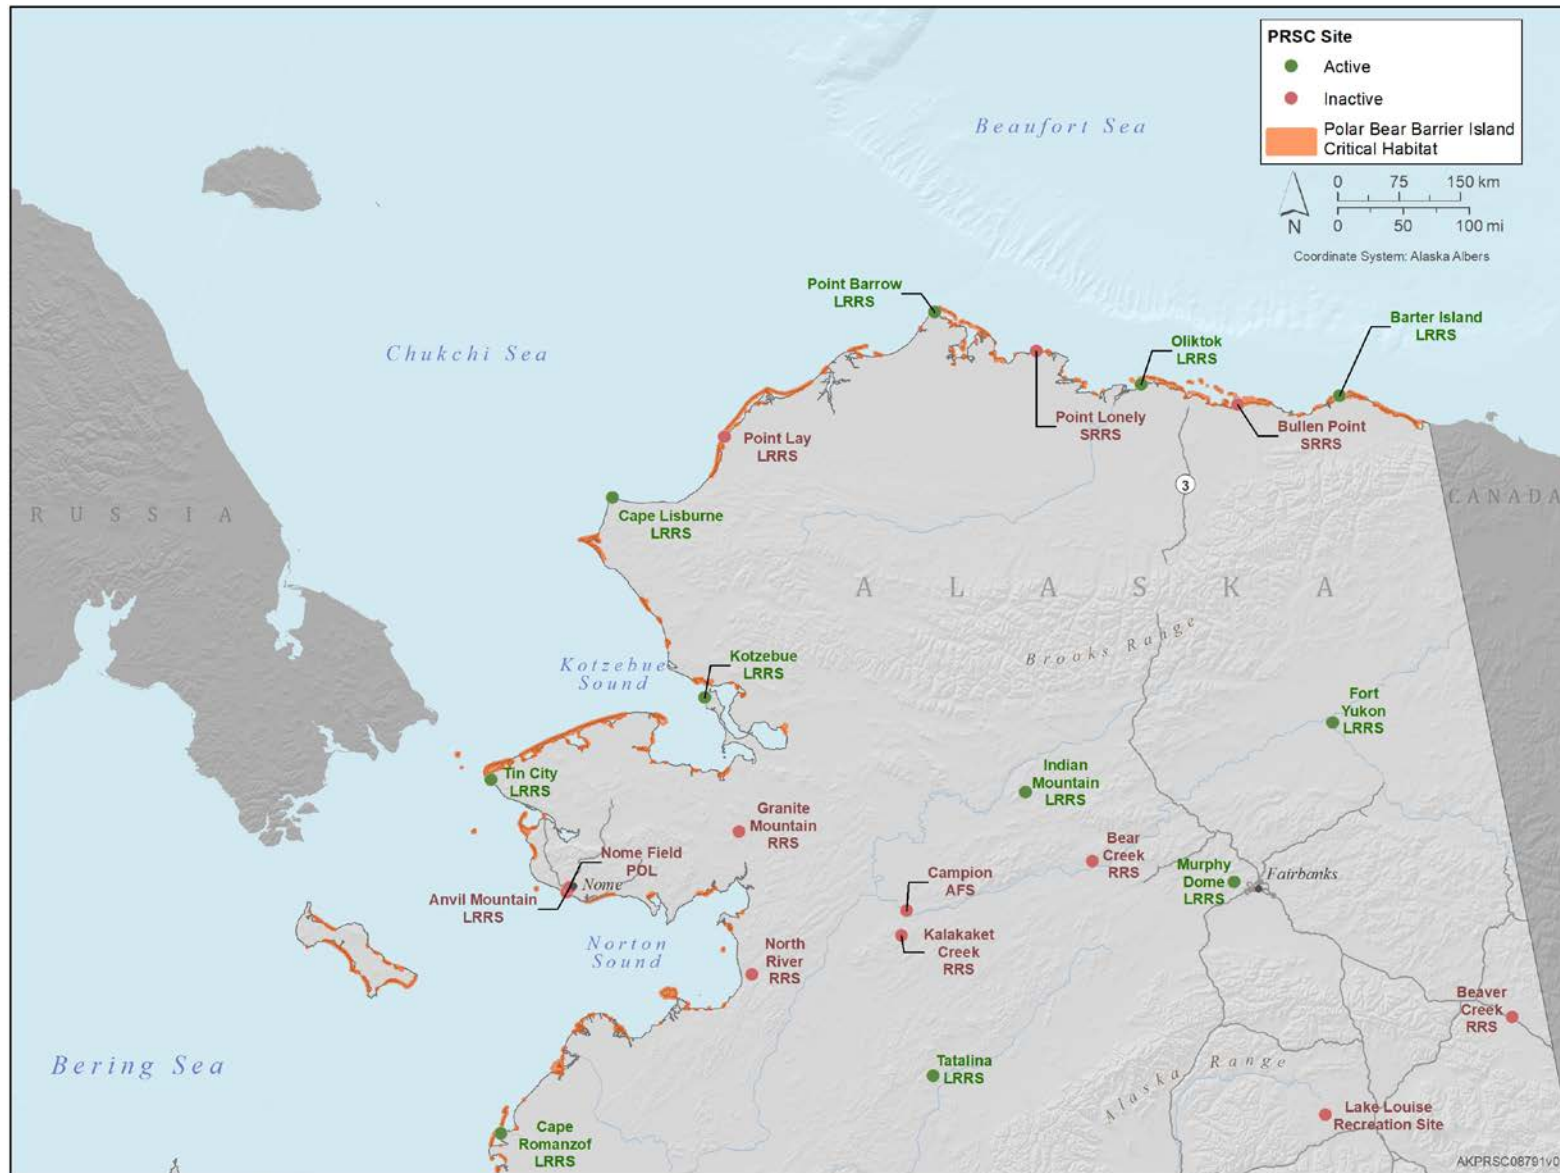 PRSC Site
Active
Inactive
Polar Bear Barrier Island
Critical Habitat
0 75 150 km
N
0 50 100 mi
Coordinate System: Alaska Albers
Beaufort Sea
Chukchi Sea
Point Barrow
LRRS
Oliktok
LRRS
Barter Island
LRRS
Point Lay
LRRS
Point Lonely
SRRS
Bullen Point
SRRS
3
RUSSIA
CANADA
Cape Lisburne
LRRS
ALASKA
Brooks Range
Kotzebue
Sound
Kotzebue
LRRS
Fort
Yukon
LRRS
Tin City
LRRS
Indian
Mountain
LRRS
Granite
Mountain
RRS
Nome Field
POL
Nome
Anvil Mountain
LRRS
Bear
Creek
RRS
Campion
AFS
Murphy
Dome
LRRS
Fairbanks
Kalakaket
Creek
RRS
Norton
Sound
North
River
RRS
Beaver
Creek
RRS
Bering Sea
Tatalina
LRRS
Alaska Range
Lake Louise
Recreation Site
Cape
Romanzof
LRRS
AKPRSC08791v0